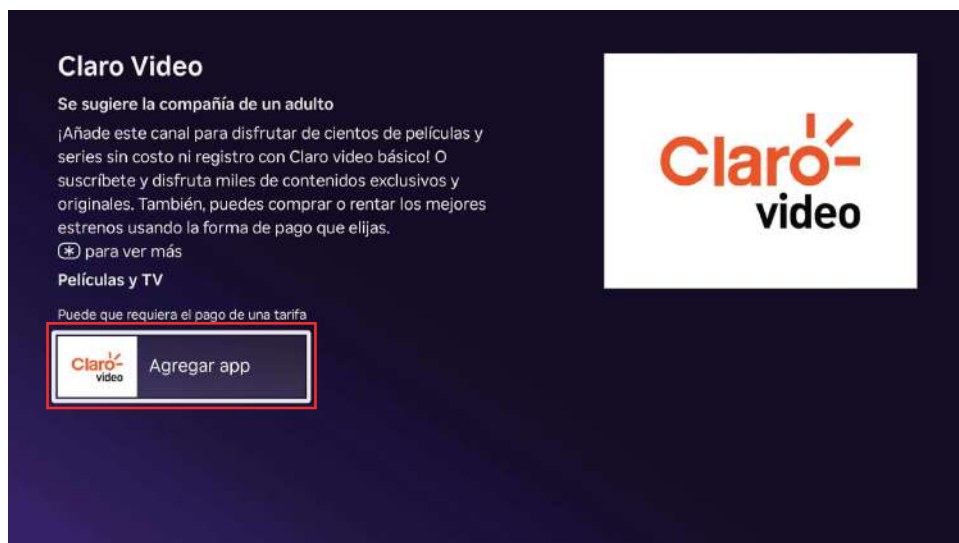 Claro Video
Se sugiere la compañía de un adulto
¡Añade este canal para disfrutar de cientos de películas y
series sin costo ni registro con Claro video básico! O
suscríbete y disfruta miles de contenidos exclusivos y
originales. También, puedes comprar o rentar los mejores
estrenos usando la forma de pago que elijas.
✱ para ver más
Películas y TV
Puede que requiera el pago de una tarifa
Claro-
video
Agregar app
Claro-
video